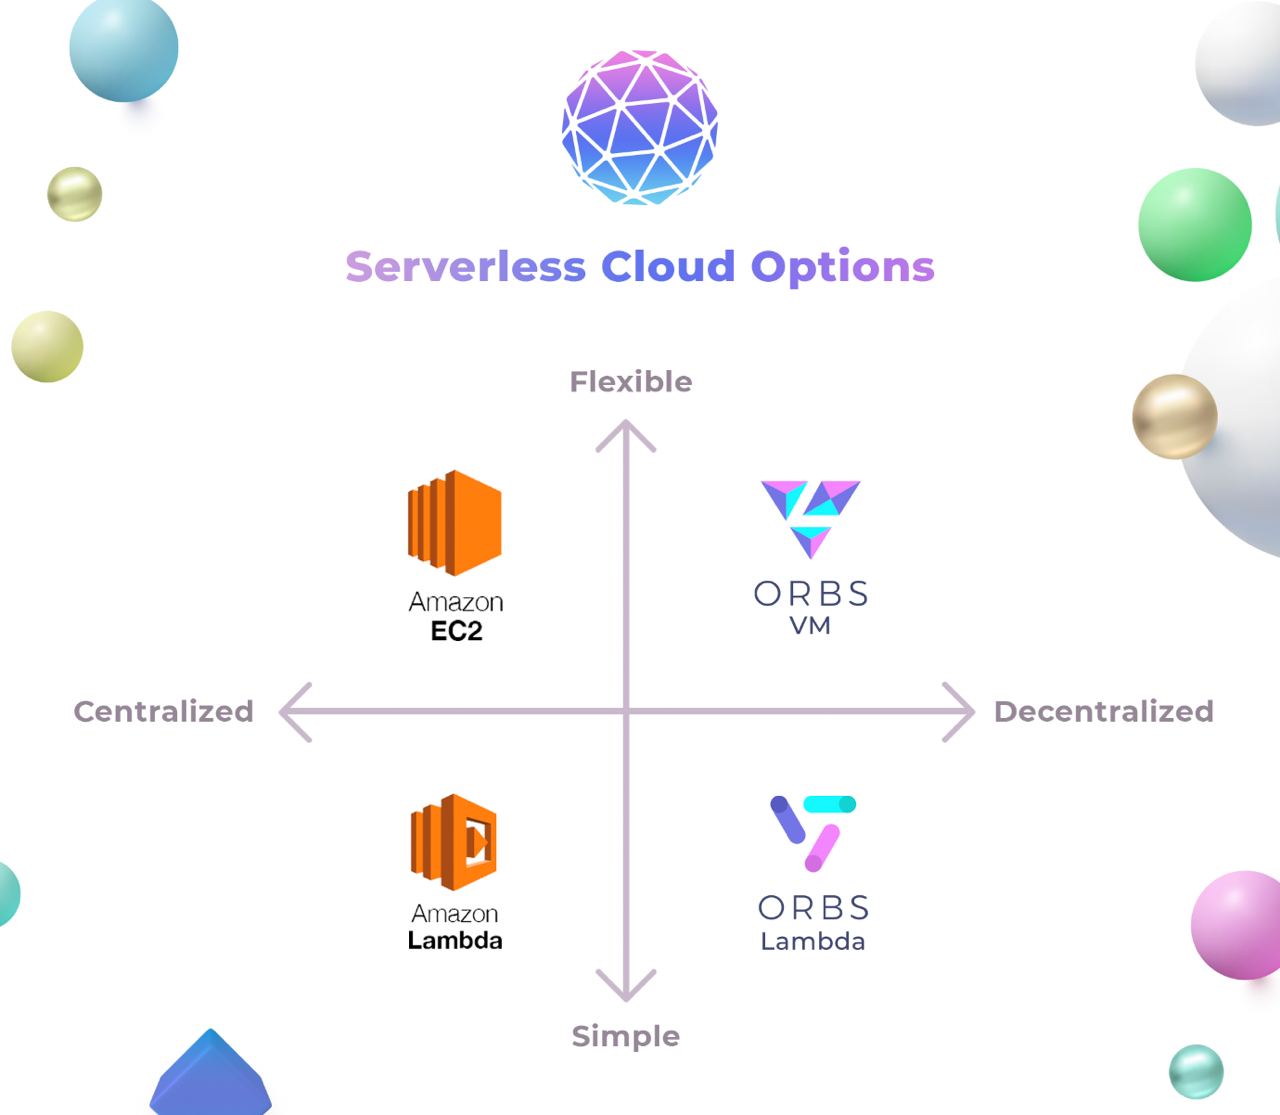 Serverless Cloud Options
Flexible
Amazon
EC2
ORBS
VM
Centralized
Decentralized
Amazon
Lambda
ORBS
Lambda
Simple